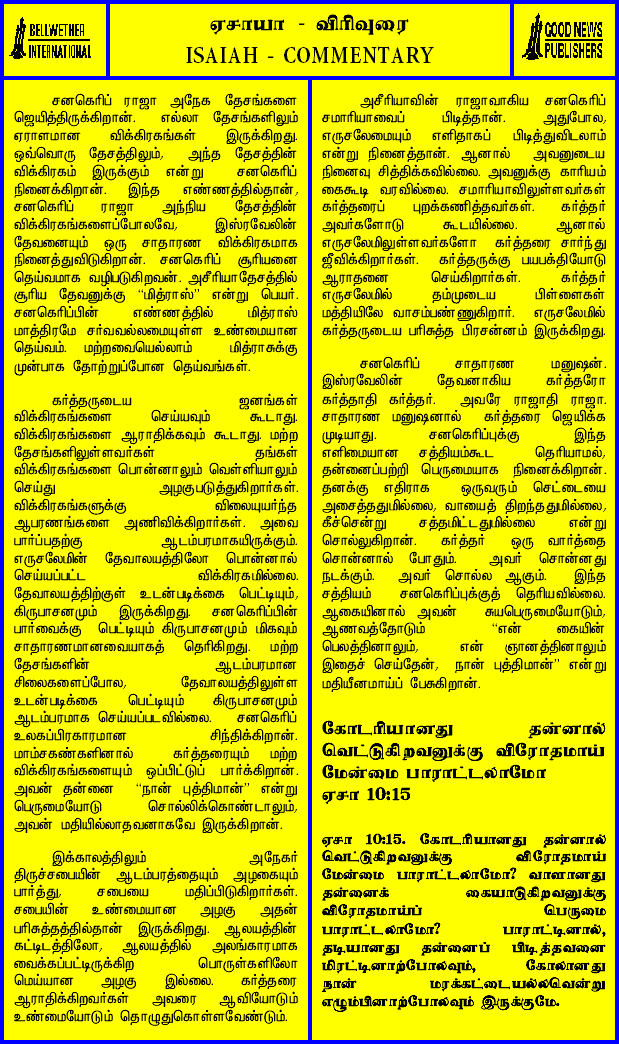 BELLWETHER
INTERNATIONAL
ஏசாயா - விரிவுரை
ISAIAH - COMMENTARY
GOOD NEWS
PUBLISHERS
சனகெரிப் ராஜா அநேக தேசங்களை
ஜெயித்திருக்கிறான். எல்லா தேசங்களிலும்
ஏராளமான விக்கிரகங்கள் இருக்கிறது.
ஒவ்வொரு தேசத்திலும், அந்த தேசத்தின்
விக்கிரகம் இருக்கும் என்று சனகெரிப்
நினைக்கிறான். இந்த எண்ணத்தில்தான்,
சனகெரிப் ராஜா அந்நிய தேசத்தின்
விக்கிரகங்களைப்போலவே, இஸ்ரவேலின்
தேவனையும் ஒரு சாதாரண விக்கிரகமாக
நினைத்துவிடுகிறான். சனகெரிப் சூரியனை
தெய்வமாக வழிபடுகிறவன். அசீரியாதேசத்தில்
சூரிய தேவனுக்கு “மித்ராஸ்” என்று பெயர்.
சனகெரிப்பின் எண்ணத்தில் மித்ராஸ்
மாத்திரமே சர்வவல்லமையுள்ள உண்மையான
தெய்வம். மற்றவையெல்லாம் மித்ராசுக்கு
முன்பாக தோற்றுப்போன தெய்வங்கள்.
கர்த்தருடைய ஜனங்கள்
விக்கிரகங்களை செய்யவும் கூடாது.
விக்கிரகங்களை ஆராதிக்கவும் கூடாது. மற்ற
தேசங்களிலுள்ளவர்கள் தங்கள்
விக்கிரகங்களை பொன்னாலும் வெள்ளியாலும்
செய்து அழகுபடுத்துகிறார்கள்.
விக்கிரகங்களுக்கு விலையுயர்ந்த
ஆபரணங்களை அணிவிக்கிறார்கள். அவை
பார்ப்பதற்கு ஆடம்பரமாகயிருக்கும்.
எருசலேமின் தேவாலயத்திலோ பொன்னால்
செய்யப்பட்ட விக்கிரகமில்லை.
தேவாலயத்திற்குள் உடன்படிக்கை பெட்டியும்,
கிருபாசனமும் இருக்கிறது. சனகெரிப்பின்
பார்வைக்கு பெட்டியும் கிருபாசனமும் மிகவும்
சாதாரணமானவையாகத் தெரிகிறது. மற்ற
தேசங்களின் ஆடம்பரமான
சிலைகளைப்போல, தேவாலயத்திலுள்ள
உடன்படிக்கை பெட்டியும் கிருபாசனமும்
ஆடம்பரமாக செய்யப்படவில்லை. சனகெரிப்
உலகப்பிரகாரமான சிந்திக்கிறான்.
மாம்சகண்களினால் கர்த்தரையும் மற்ற
விக்கிரகங்களையும் ஒப்பிட்டுப் பார்க்கிறான்.
அவன் தன்னை “நான் புத்திமான்” என்று
பெருமையோடு சொல்லிக்கொண்டாலும்,
அவன் மதியில்லாதவனாகவே இருக்கிறான்.
இக்காலத்திலும் அநேகர்
திருச்சபையின் ஆடம்பரத்தையும் அழகையும்
பார்த்து, சபையை மதிப்பிடுகிறார்கள்.
சபையின் உண்மையான அழகு அதன்
பரிசுத்தத்தில்தான் இருக்கிறது. ஆலயத்தின்
கட்டிடத்திலோ, ஆலயத்தில் அலங்காரமாக
வைக்கப்பட்டிருக்கிற பொருள்களிலோ
மெய்யான அழகு இல்லை. கர்த்தரை
ஆராதிக்கிறவர்கள் அவரை ஆவியோடும்
உண்மையோடும் தொழுதுகொள்ளவேண்டும்.
அசீரியாவின் ராஜாவாகிய சனகெரிப்
சமாரியாவைப் பிடித்தான். அதுபோல,
எருசலேமையும் எளிதாகப் பிடித்துவிடலாம்
என்று நினைத்தான். ஆனால் அவனுடைய
நினைவு சித்திக்கவில்லை. அவனுக்கு காரியம்
கைகூடி வரவில்லை. சமாரியாவிலுள்ளவர்கள்
கர்த்தரைப் புறக்கணித்தவர்கள். கர்த்தர்
அவர்களோடு கூடயில்லை. ஆனால்
எருசலேமிலுள்ளவர்களோ கர்த்தரை சார்ந்து
ஜீவிக்கிறார்கள். கர்த்தருக்கு பயபக்தியோடு
ஆராதனை செய்கிறார்கள். கர்த்தர்
எருசலேமில் தம்முடைய பிள்ளைகள்
மத்தியிலே வாசம்பண்ணுகிறார். எருசலேமில்
கர்த்தருடைய பரிசுத்த பிரசன்னம் இருக்கிறது.
சனகெரிப் சாதாரண மனுஷன்.
இஸ்ரவேலின் தேவனாகிய கர்த்தரோ
கர்த்தாதி கர்த்தர். அவரே ராஜாதி ராஜா.
சாதாரண மனுஷனால் கர்த்தரை ஜெயிக்க
முடியாது. சனகெரிப்புக்கு இந்த
எளிமையான சத்தியம்கூட தெரியாமல்,
தன்னைப்பற்றி பெருமையாக நினைக்கிறான்.
தனக்கு எதிராக ஒருவரும் செட்டையை
அசைத்ததுமில்லை, வாயைத் திறந்ததுமில்லை,
கீச்சென்று சத்தமிட்டதுமில்லை என்று
சொல்லுகிறான். கர்த்தர் ஒரு வார்த்தை
சொன்னால் போதும். அவர் சொன்னது
நடக்கும். அவர் சொல்ல ஆகும். இந்த
சத்தியம் சனகெரிப்புக்குத் தெரியவில்லை.
ஆகையினால் அவன் சுயபெருமையோடும்,
ஆணவத்தோடும் “என் கையின்
பெலத்தினாலும், என் ஞானத்தினாலும்
இதைச் செய்தேன், நான் புத்திமான்” என்று
மதியீனமாய்ப் பேசுகிறான்.
கோடரியானது தன்னால்
வெட்டுகிறவனுக்கு விரோதமாய்
மேன்மை பாராட்டலாமோ
ஏசா 10:15
ஏசா 10:15. கோடரியானது தன்னால்
வெட்டுகிறவனுக்கு விரோதமாய்
மேன்மை பாராட்டலாமோ? வாளானது
தன்னைக் கையாடுகிறவனுக்கு
விரோதமாய்ப் பெருமை
பாராட்டலாமோ? பாராட்டினால்,
தடியானது தன்னைப் பிடித்தவனை
மிரட்டினாற்போலவும், கோலானது
நான் மரக்கட்டையல்லவென்று
எழும்பினாற்போலவும் இருக்குமே.